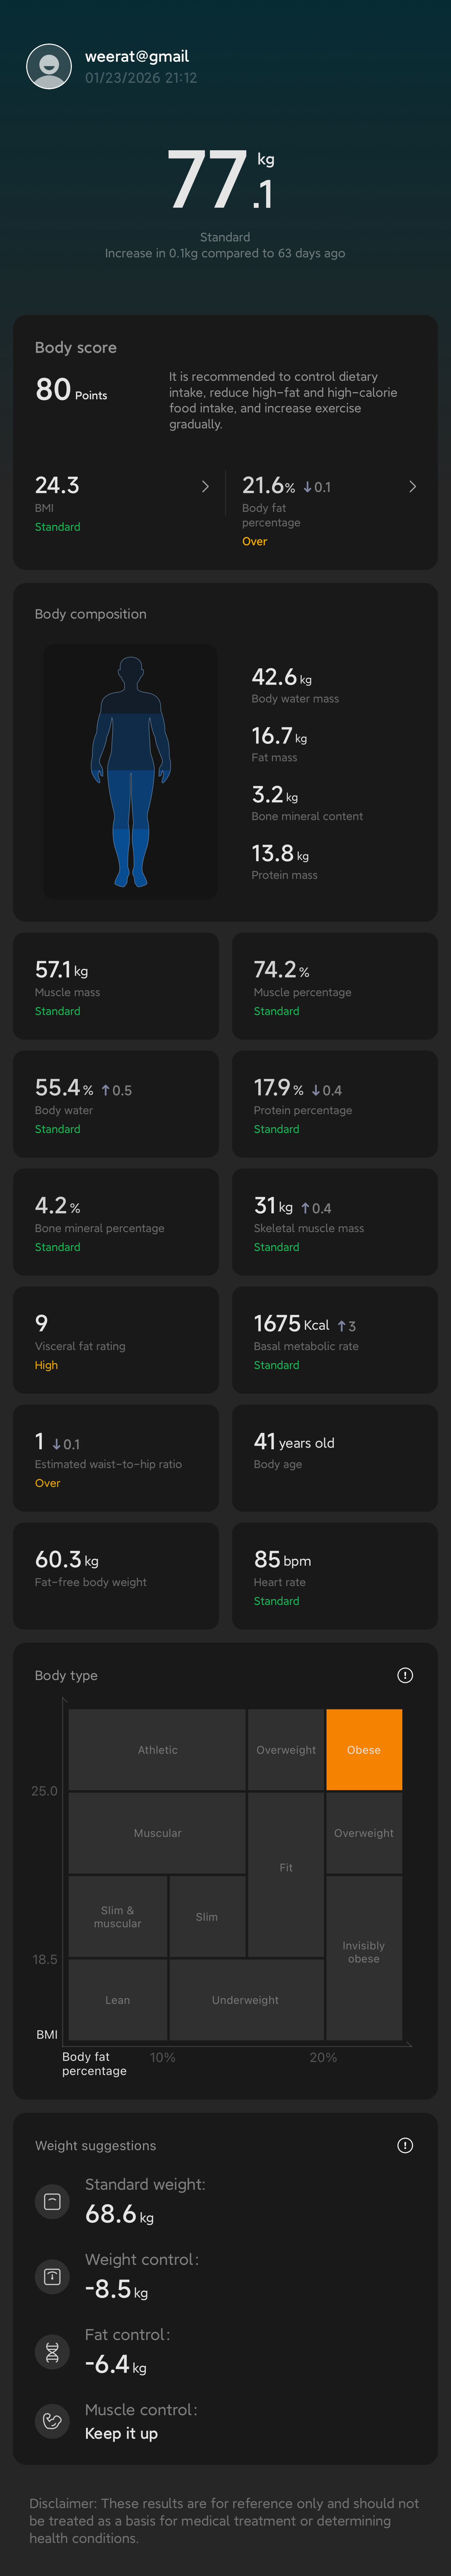 weerat@gmail
01/23/2026 21:12
77.1 kg
Standard
Increase in 0.1kg compared to 63 days ago
Body score
80 Points
It is recommended to control dietary
intake, reduce high-fat and high-calorie
food intake, and increase exercise
gradually.
24.3
BMI
Standard
21.6% ↓0.1
Body fat
percentage
Over
Body composition
42.6 kg
Body water mass
16.7 kg
Fat mass
3.2 kg
Bone mineral content
13.8 kg
Protein mass
57.1 kg
Muscle mass
Standard
74.2 %
Muscle percentage
Standard
55.4 % ↑0.5
Body water
Standard
17.9 % ↓0.4
Protein percentage
Standard
4.2 %
Bone mineral percentage
Standard
31 kg ↑0.4
Skeletal muscle mass
Standard
9
Visceral fat rating
High
1675 Kcal ↑3
Basal metabolic rate
Standard
1 ↓0.1
Estimated waist-to-hip ratio
Over
41 years old
Body age
60.3 kg
Fat-free body weight
85 bpm
Heart rate
Standard
Body type
Athletic
Overweight
Obese
25.0
Muscular
Overweight
Fit
Slim &
muscular
Slim
Invisibly
obese
18.5
Lean
Underweight
BMI
Body fat
percentage
10%
20%
Weight suggestions
Standard weight:
68.6 kg
Weight control:
-8.5 kg
Fat control:
-6.4 kg
Muscle control:
Keep it up
Disclaimer: These results are for reference only and should not
be treated as a basis for medical treatment or determining
health conditions.